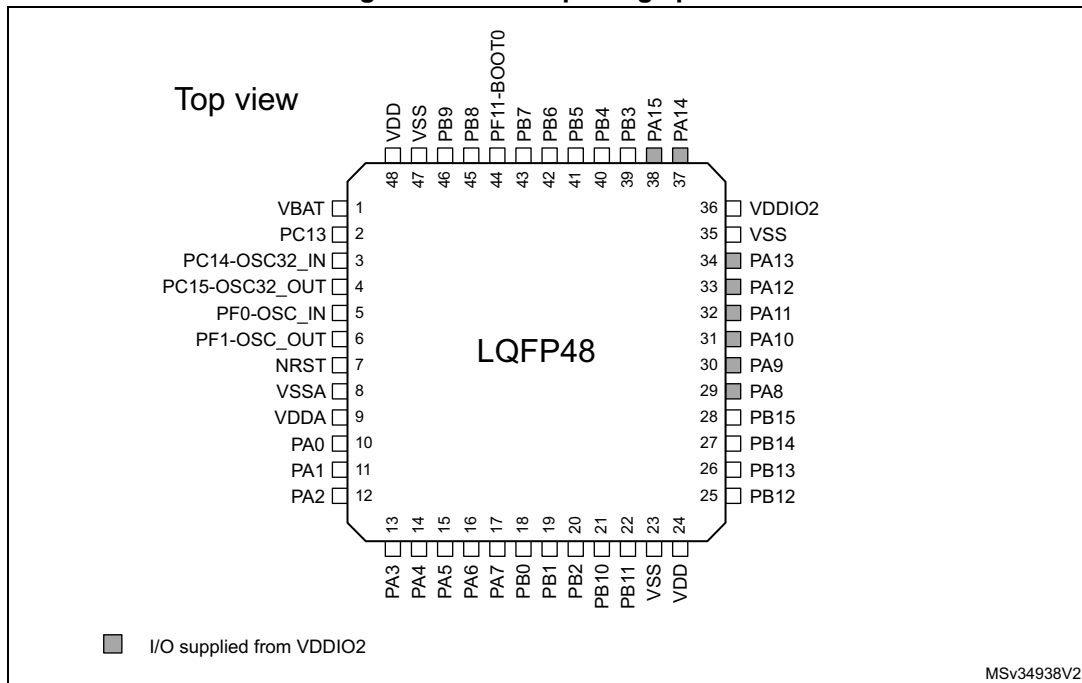 Top view
VDD
VSS
PB9
PB8
PF11-BOOT0
PB7
PB6
PB5
PB4
PB3
PA15
PA14
48
47
46
45
44
43
42
41
40
39
38
37
VBAT 1
PC13 2
PC14-OSC32_IN 3
PC15-OSC32_OUT 4
PF0-OSC_IN 5
PF1-OSC_OUT 6
NRST 7
VSSA 8
VDDA 9
PA0 10
PA1 11
PA2 12
LQFP48
36 VDDIO2
35 VSS
34 PA13
33 PA12
32 PA11
31 PA10
30 PA9
29 PA8
28 PB15
27 PB14
26 PB13
25 PB12
13
14
15
16
17
18
19
20
21
22
23
24
PA3
PA4
PA5
PA6
PA7
PB0
PB1
PB2
PB10
PB11
VSS
VDD
I/O supplied from VDDIO2
MSv34938V2